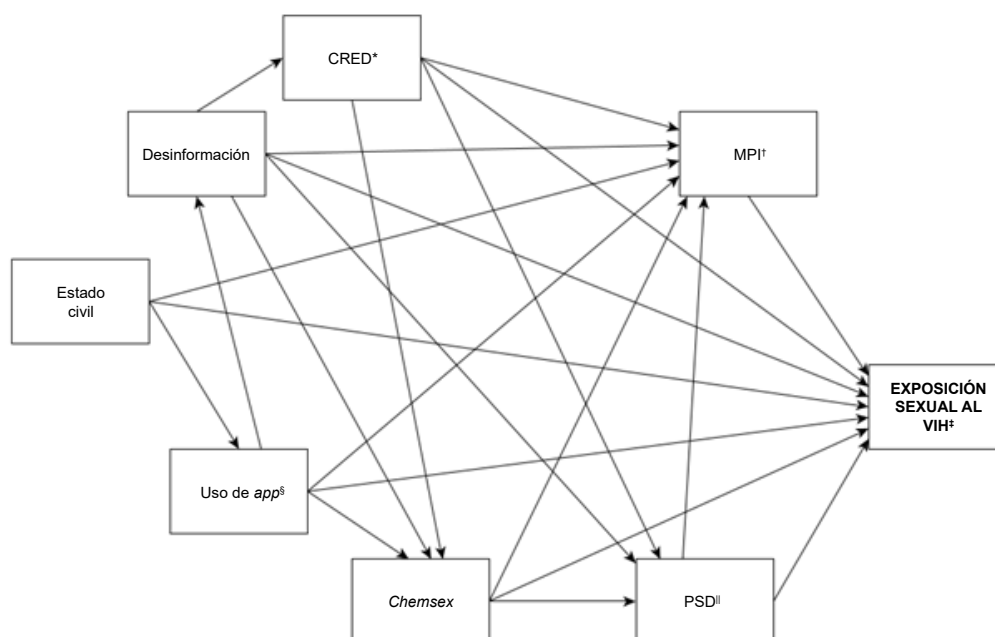 CRED*
Desinformación
MPI†
Estado
civil
EXPOSICIÓN
SEXUAL AL
VIH‡
Uso de app§
Chemsex
PSD||